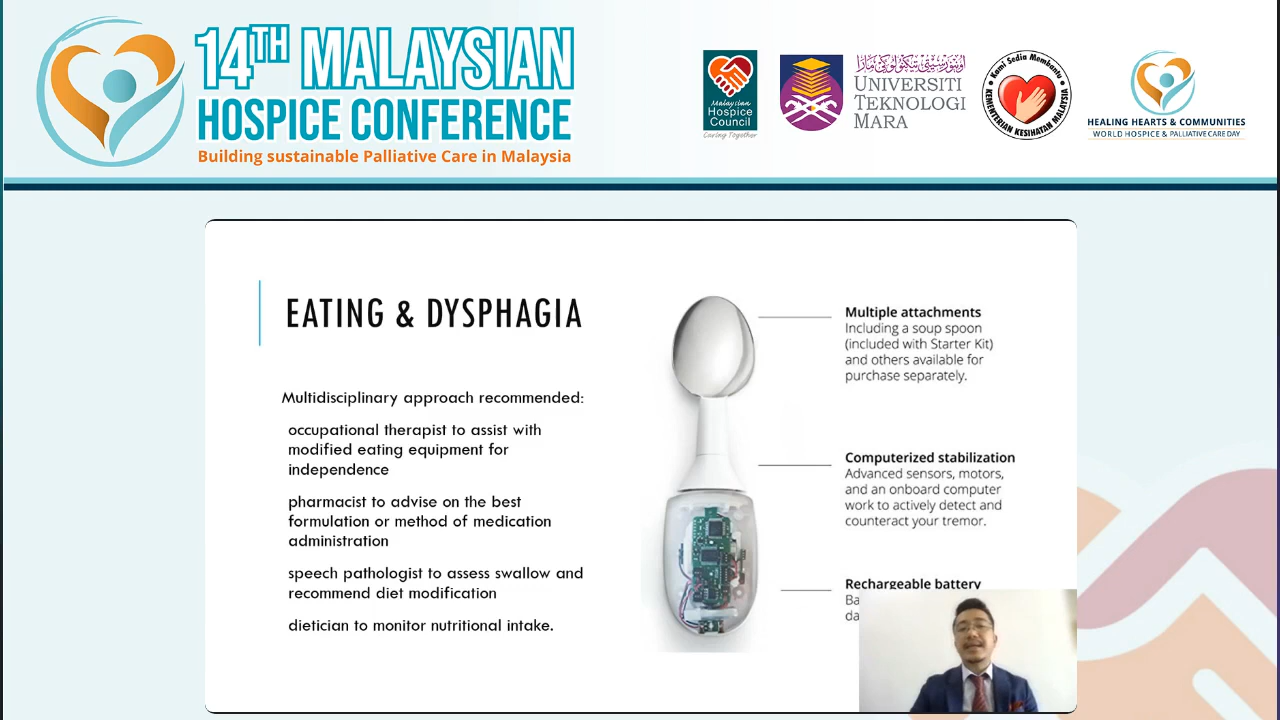 14TH MALAYSIAN
HOSPICE CONFERENCE
Building sustainable Palliative Care in Malaysia
Malaysian
Hospice
Council
Caring Together
UNIVERSITI
TEKNOLOGI
MARA
Kami Sedia Membantu
KEMENTERIAN KESIHATAN MALAYSIA
HEALING HEARTS & COMMUNITIES
WORLD HOSPICE & PALLIATIVE CARE DAY
EATING & DYSPHAGIA
Multidisciplinary approach recommended:
occupational therapist to assist with
modified eating equipment for
independence
pharmacist to advise on the best
formulation or method of medication
administration
speech pathologist to assess swallow and
recommend diet modification
dietician to monitor nutritional intake.
Multiple attachments
Including a soup spoon
(included with Starter Kit)
and others available for
purchase separately.
Computerized stabilization
Advanced sensors, motors,
and an onboard computer
work to actively detect and
counteract your tremor.
Rechargeable battery